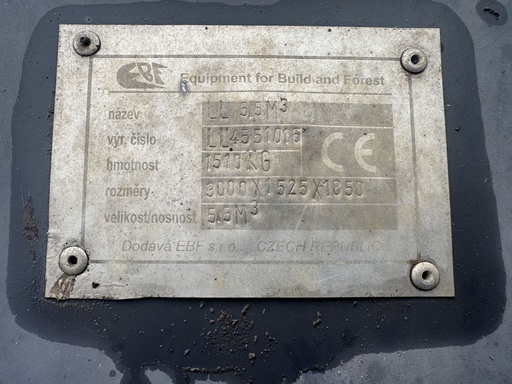 EBF Equipment for Build and Forest
název LL 5,5M³
výr. číslo LL4551016
hmotnost 1510KG
rozměry 3000X1525X1850
velikost/nosnost 5,5M³
CE
Dodává EBF s.r.o. CZECH REPUBLIC